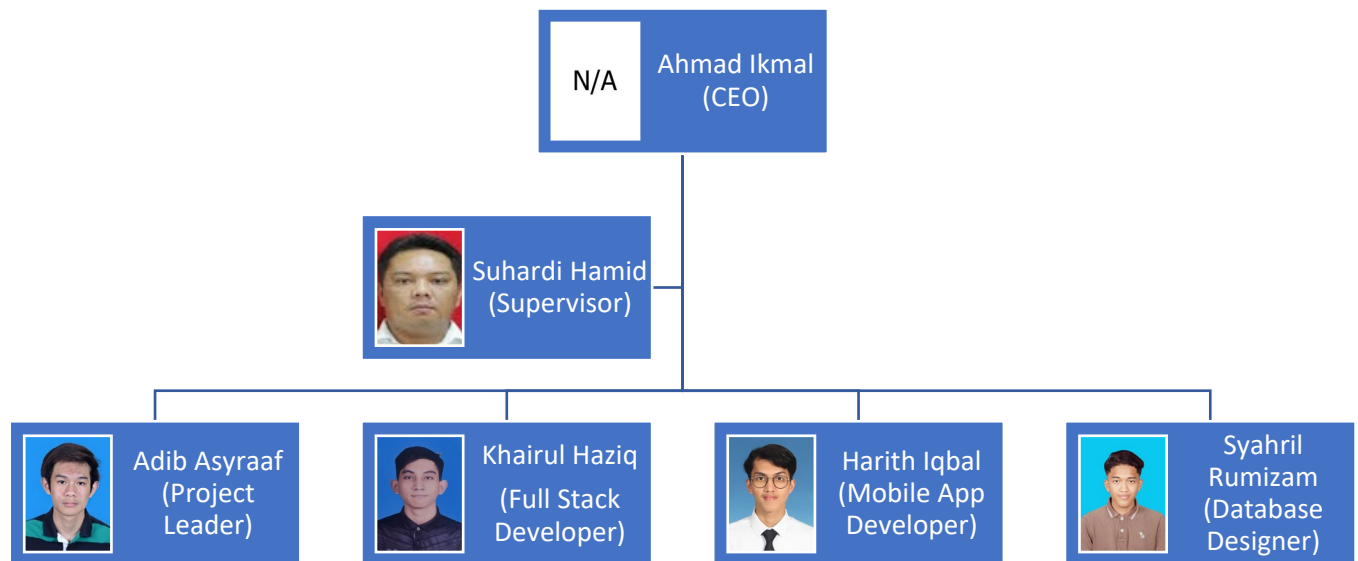 N/A
Ahmad Ikmal
(CEO)
Suhardi Hamid
(Supervisor)
Adib Asyraaf
(Project
Leader)
Khairul Haziq
(Full Stack
Developer)
Harith Iqbal
(Mobile App
Developer)
Syahril
Rumizam
(Database
Designer)